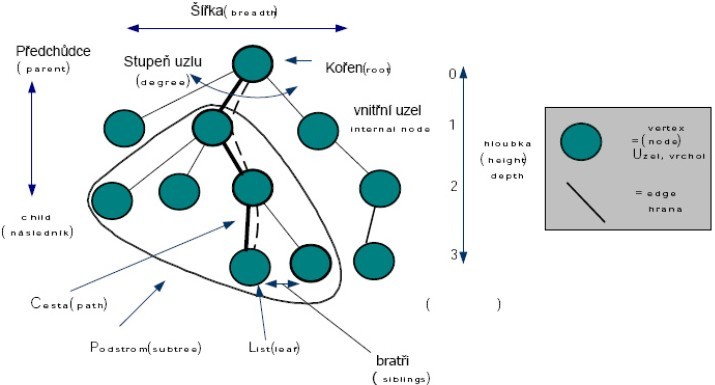 Šířka(breadth)
Předchůdce
(parent)
Stupeň uzlu
(degree)
Kořen(root)
vnitřní uzel
internal node
0
1
2
3
hloubka
(height)
depth
vertex
=(node)
Uzel, vrchol
= edge
hrana
child
(následník)
Cesta(path)
Podstrom(subtree)
List(leaf)
bratři
(siblings)
( )